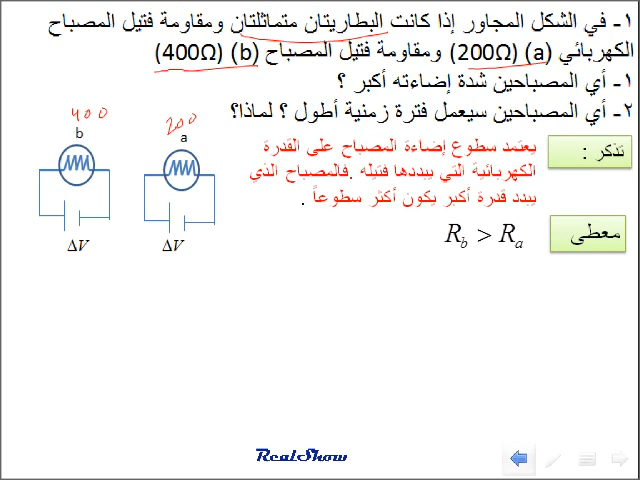 ١- في الشكل المجاور إذا كانت البطاريتان متماثلتان ومقاومة فتيل المصباح
الكهربائي (a) (200Ω) ومقاومة فتيل المصباح (b) (400Ω)
١- أي المصباحين شدة إضاءته أكبر ؟
٢- أي المصباحين سيعمل فترة زمنية أطول ؟ لماذا؟
تذكر :
يعتمد سطوع إضاءة المصباح على القدرة
الكهربائية التي يبددها فتيله .فالمصباح الذي
يبدد قدرة أكبر يكون أكثر سطوعاً .
معطى
R_b > R_a
400
b
ΔV
200
a
ΔV
RealShow